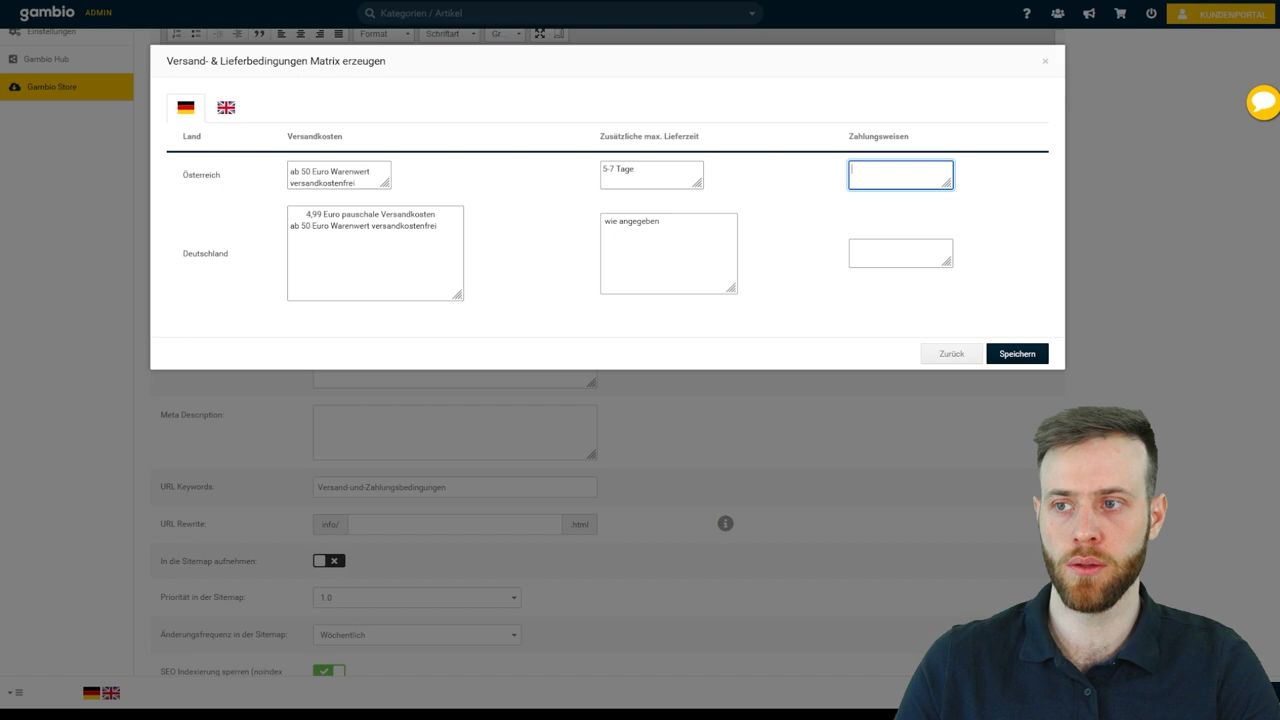 gambio ADMIN
Kategorien / Artikel
KUNDENPORTAL
Einstellungen
Format
Schriftart
Gr...
Gambio Hub
Gambio Store
Versand- & Lieferbedingungen Matrix erzeugen
×
Land
Versandkosten
Zusätzliche max. Lieferzeit
Zahlungsweisen
Österreich
ab 50 Euro Warenwert
versandkostenfrei
5-7 Tage
Deutschland
4,99 Euro pauschale Versandkosten
ab 50 Euro Warenwert versandkostenfrei
wie angegeben
Zurück
Speichern
Meta Description:
URL Keywords:
Versand-und-Zahlungsbedingungen
URL Rewrite:
info/
.html
In die Sitemap aufnehmen:
Priorität in der Sitemap:
1.0
Änderungsfrequenz in der Sitemap:
Wöchentlich
SEO Indexierung sperren (noindex